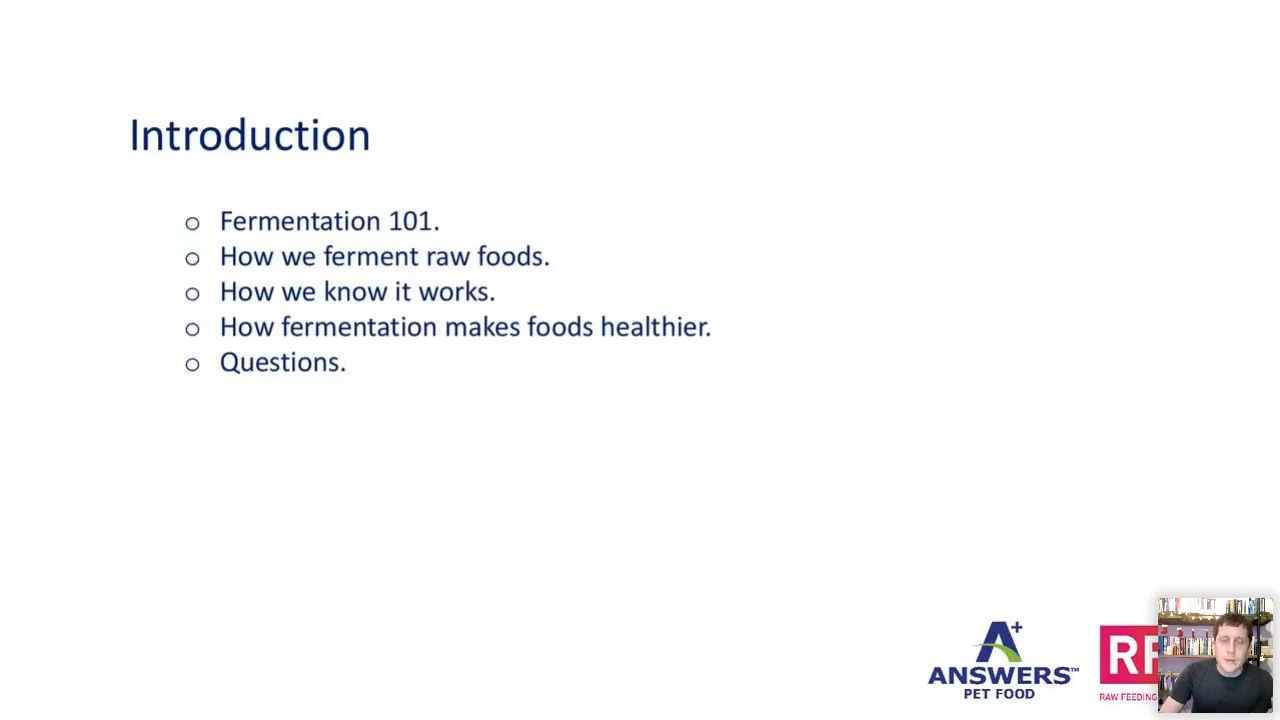 Introduction
o Fermentation 101.
o How we ferment raw foods.
o How we know it works.
o How fermentation makes foods healthier.
o Questions.
A+
ANSWERS™
PET FOOD
RF
RAW FEEDING